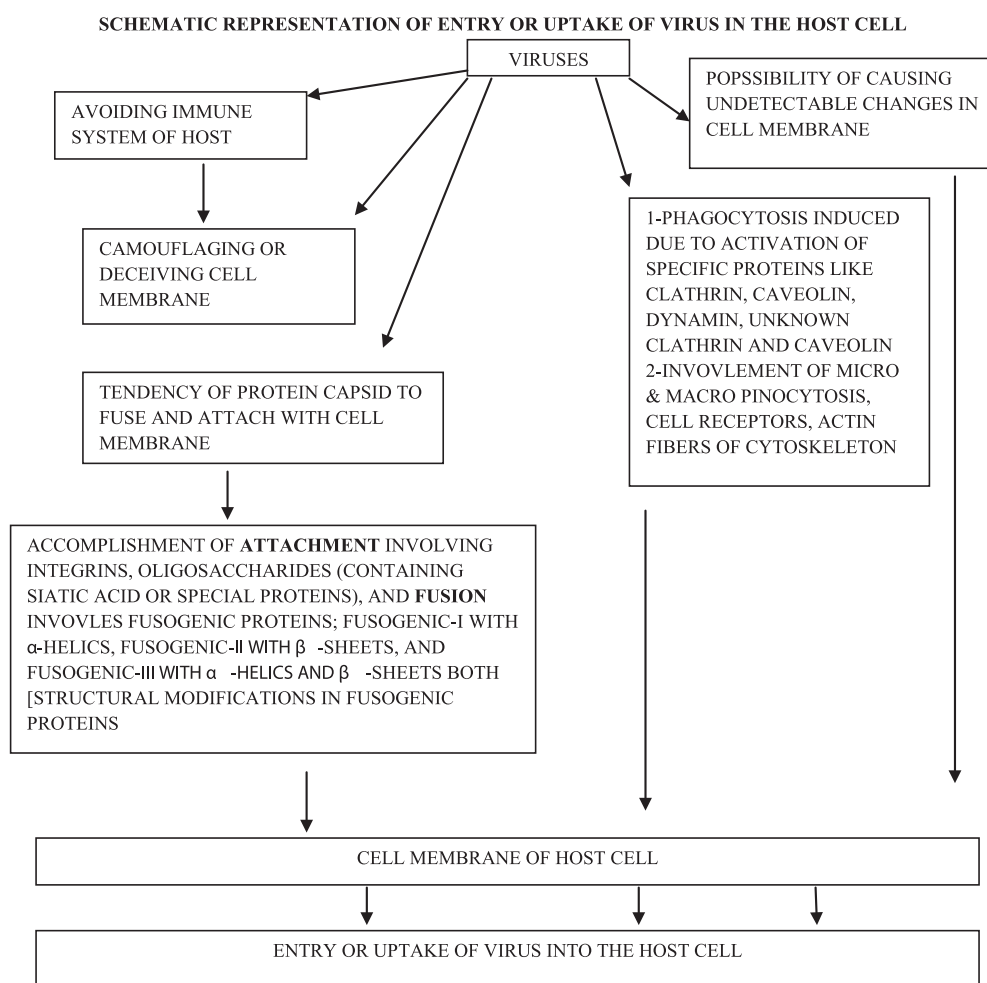 SCHEMATIC REPRESENTATION OF ENTRY OR UPTAKE OF VIRUS IN THE HOST CELL
VIRUSES
AVOIDING IMMUNE
SYSTEM OF HOST
POPSSIBILITY OF CAUSING
UNDETECTABLE CHANGES IN
CELL MEMBRANE
CAMOUFLAGING OR
DECEIVING CELL
MEMBRANE
1-PHAGOCYTOSIS INDUCED
DUE TO ACTIVATION OF
SPECIFIC PROTEINS LIKE
CLATHRIN, CAVEOLIN,
DYNAMIN, UNKNOWN
CLATHRIN AND CAVEOLIN
2-INVOVLEMENT OF MICRO
& MACRO PINOCYTOSIS,
CELL RECEPTORS, ACTIN
FIBERS OF CYTOSKELETON
TENDENCY OF PROTEIN CAPSID TO
FUSE AND ATTACH WITH CELL
MEMBRANE
ACCOMPLISHMENT OF ATTACHMENT INVOLVING
INTEGRINS, OLIGOSACCHARIDES (CONTAINING
SIATIC ACID OR SPECIAL PROTEINS), AND FUSION
INVOVLES FUSOGENIC PROTEINS; FUSOGENIC-I WITH
α-HELICS, FUSOGENIC-II WITH β -SHEETS, AND
FUSOGENIC-III WITH α -HELICS AND β -SHEETS BOTH
[STRUCTURAL MODIFICATIONS IN FUSOGENIC
PROTEINS
CELL MEMBRANE OF HOST CELL
ENTRY OR UPTAKE OF VIRUS INTO THE HOST CELL